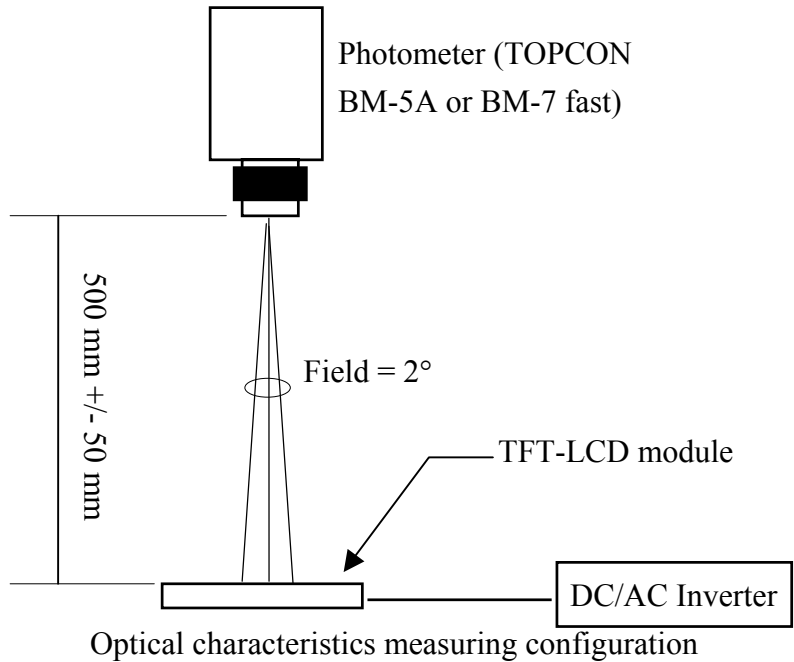 Photometer (TOPCON
BM-5A or BM-7 fast)
500 mm +/- 50 mm
Field = 2°
TFT-LCD module
DC/AC Inverter
Optical characteristics measuring configuration